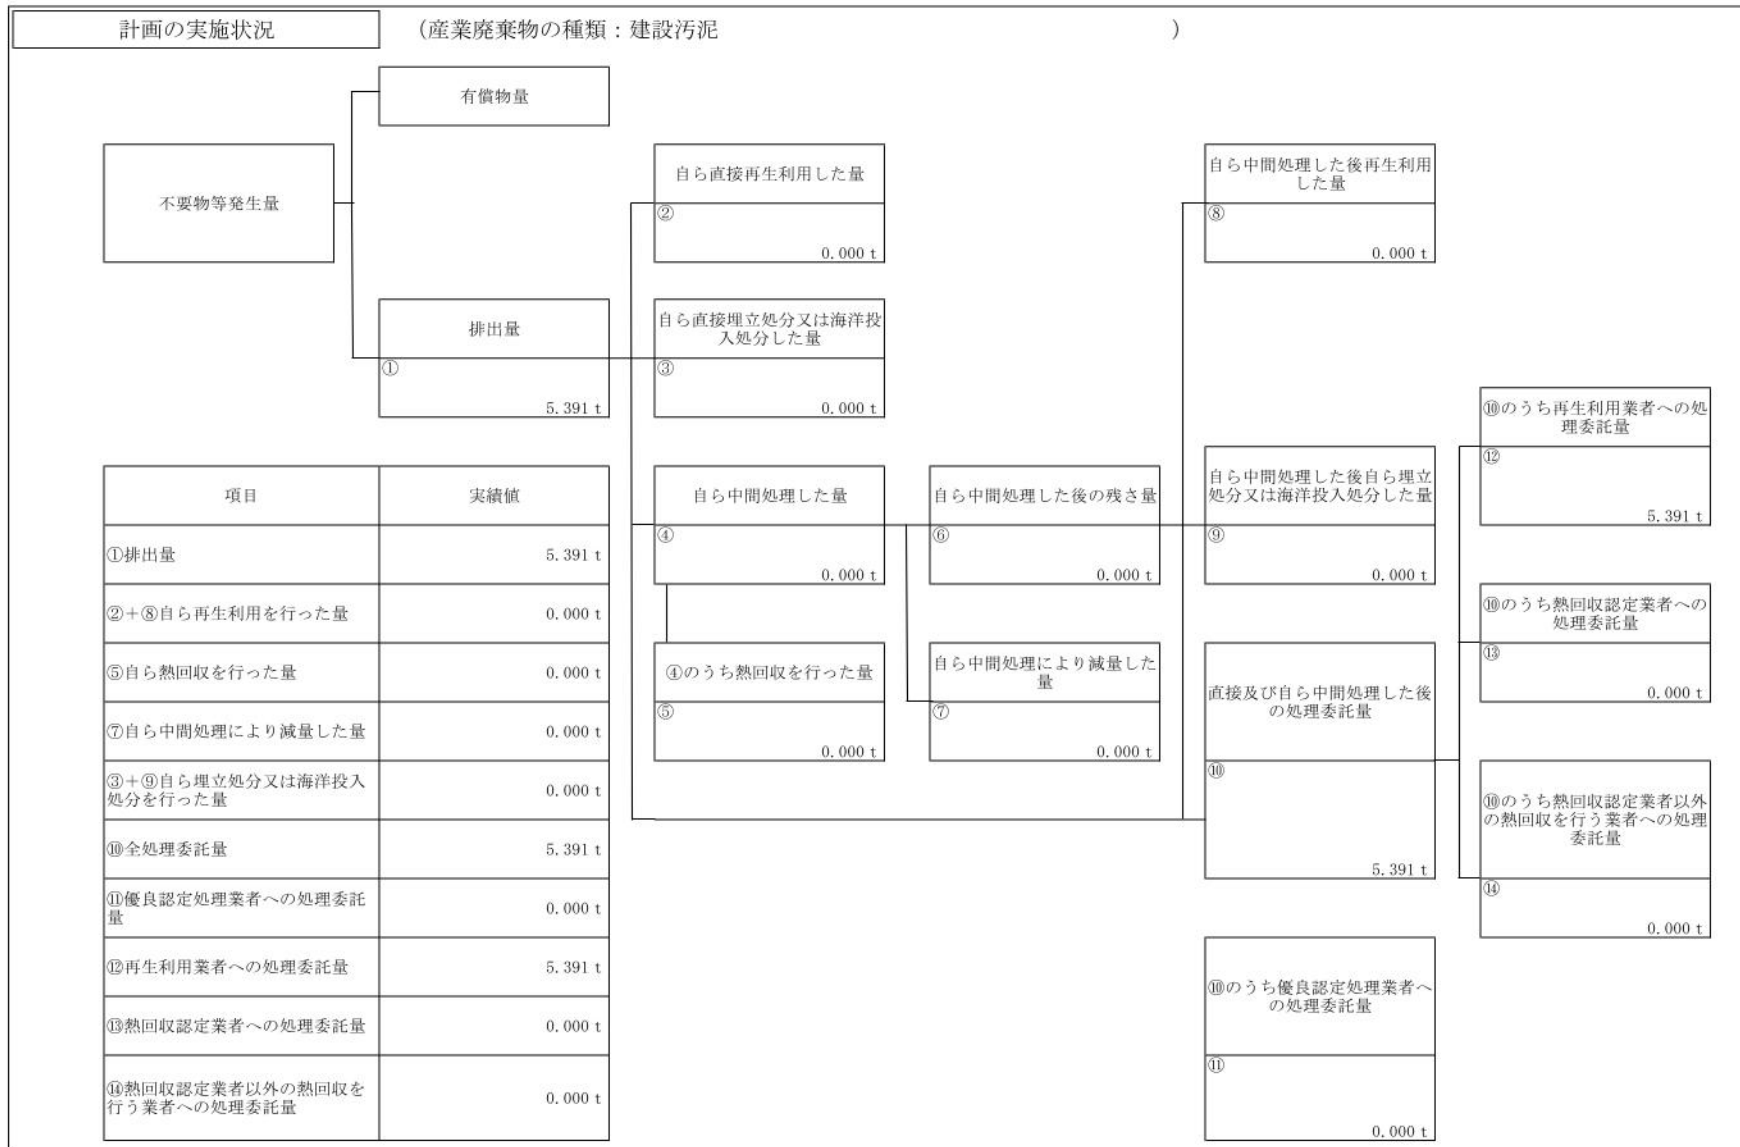 計画の実施状況
(産業廃棄物の種類：建設汚泥 )
有償物量
不要物等発生量
自ら直接再生利用した量
②
0.000 t
自ら中間処理した後再生利用
した量
⑧
0.000 t
排出量
①
5.391 t
自ら直接埋立処分又は海洋投
入処分した量
③
0.000 t
⑩のうち再生利用業者への処
理委託量
⑫
5.391 t
自ら中間処理した量
④
0.000 t
自ら中間処理した後の残さ量
⑥
0.000 t
自ら中間処理した後自ら埋立
処分又は海洋投入処分した量
⑨
0.000 t
⑩のうち熱回収認定業者への
処理委託量
⑬
0.000 t
④のうち熱回収を行った量
⑤
0.000 t
自ら中間処理により減量した
量
⑦
0.000 t
直接及び自ら中間処理した後
の処理委託量
⑩
5.391 t
⑩のうち熱回収認定業者以外
の熱回収を行う業者への処理
委託量
⑭
0.000 t
⑩のうち優良認定処理業者へ
の処理委託量
⑪
0.000 t
項目 実績値
①排出量 5.391 t
②＋⑧自ら再生利用を行った量 0.000 t
⑤自ら熱回収を行った量 0.000 t
⑦自ら中間処理により減量した量 0.000 t
③＋⑨自ら埋立処分又は海洋投入
処分を行った量 0.000 t
⑩全処理委託量 5.391 t
⑪優良認定処理業者への処理委託
量 0.000 t
⑫再生利用業者への処理委託量 5.391 t
⑬熱回収認定業者への処理委託量 0.000 t
⑭熱回収認定業者以外の熱回収を
行う業者への処理委託量 0.000 t